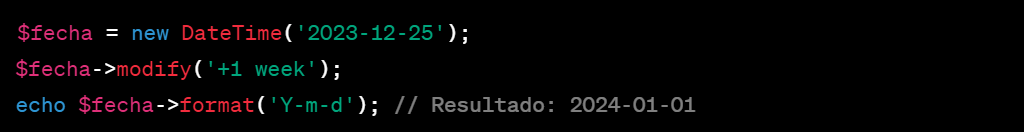 $fecha = new DateTime('2023-12-25');
$fecha->modify('+1 week');
echo $fecha->format('Y-m-d'); // Resultado: 2024-01-01